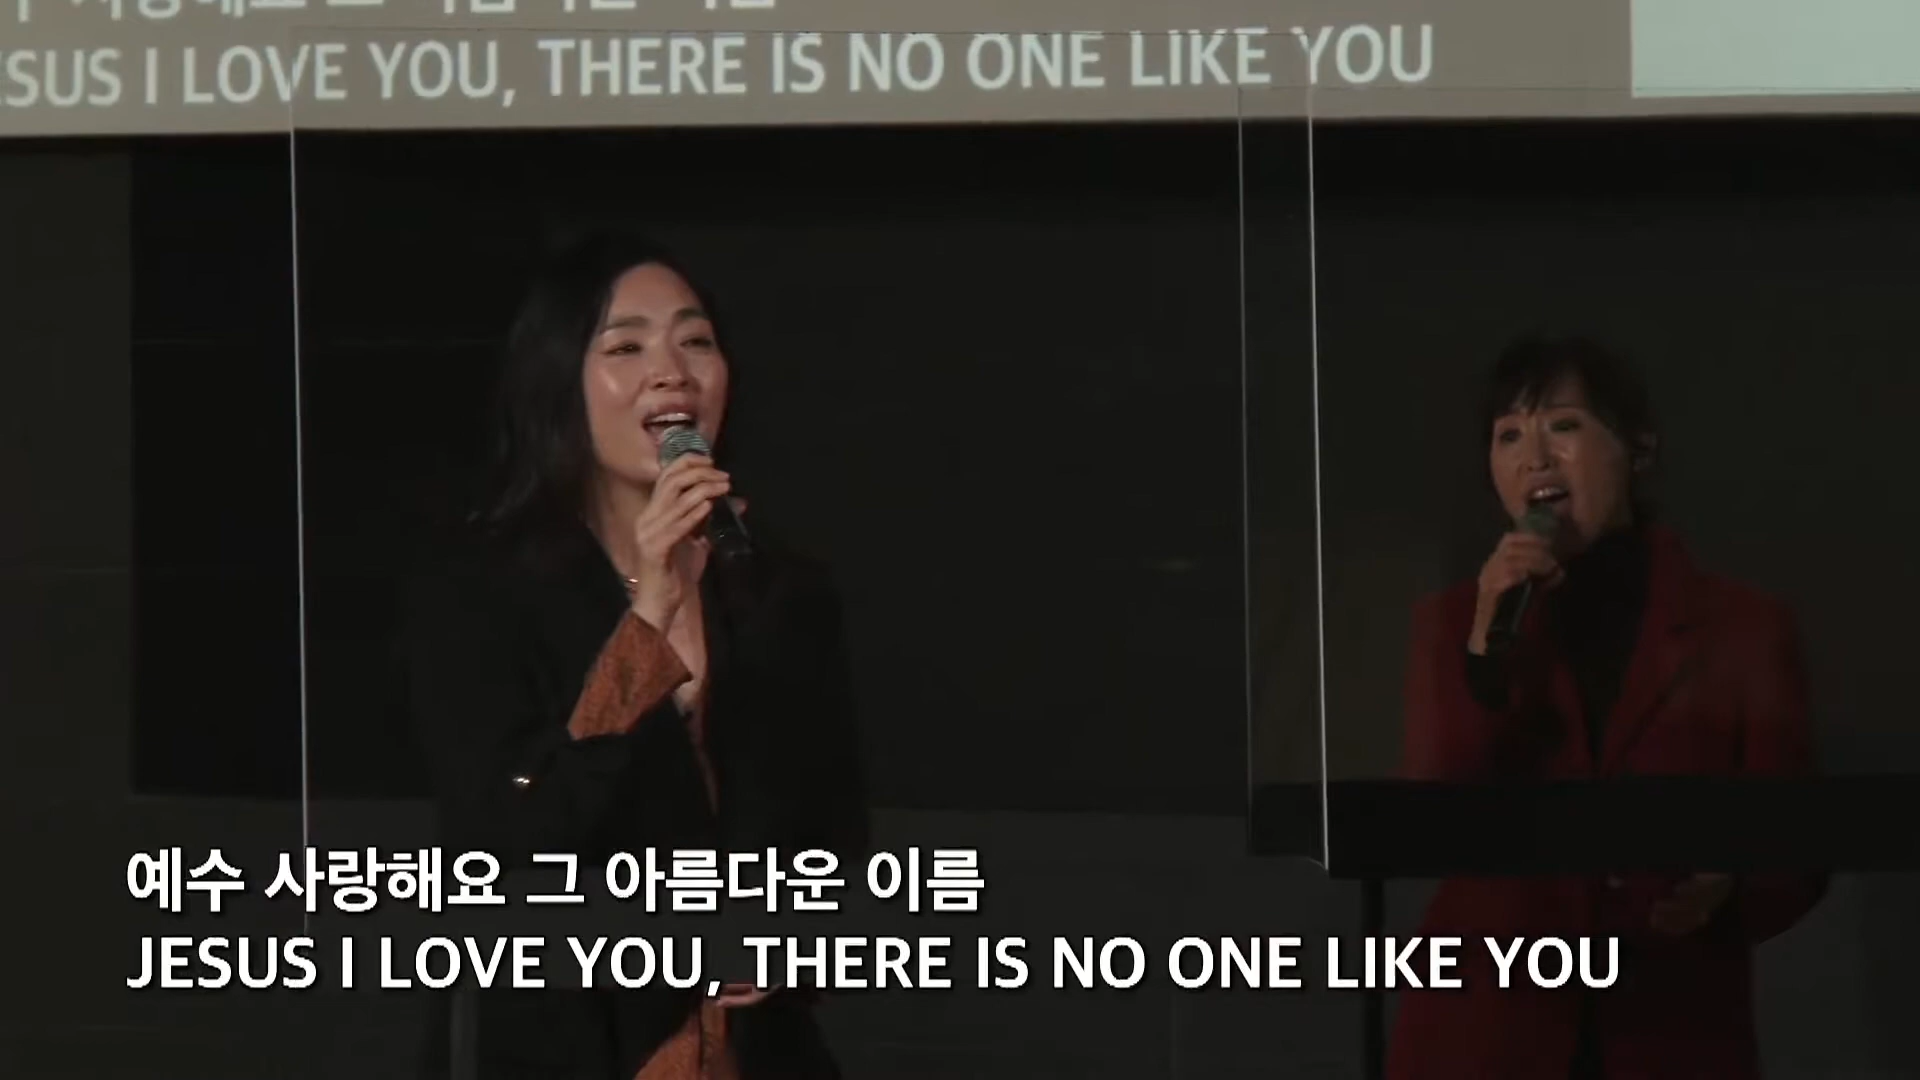 JESUS I LOVE YOU, THERE IS NO ONE LIKE YOU
예수 사랑해요 그 아름다운 이름
JESUS I LOVE YOU, THERE IS NO ONE LIKE YOU